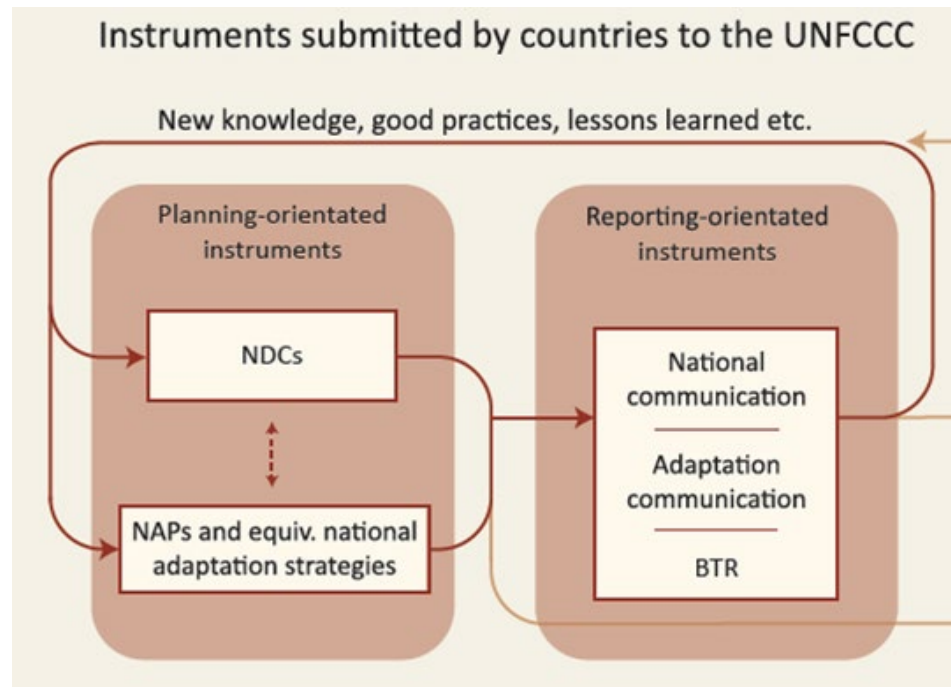 Instruments submitted by countries to the UNFCCC
New knowledge, good practices, lessons learned etc.
Planning-orientated
instruments
NDCs
NAPs and equiv. national
adaptation strategies
Reporting-orientated
instruments
National
communication
Adaptation
communication
BTR